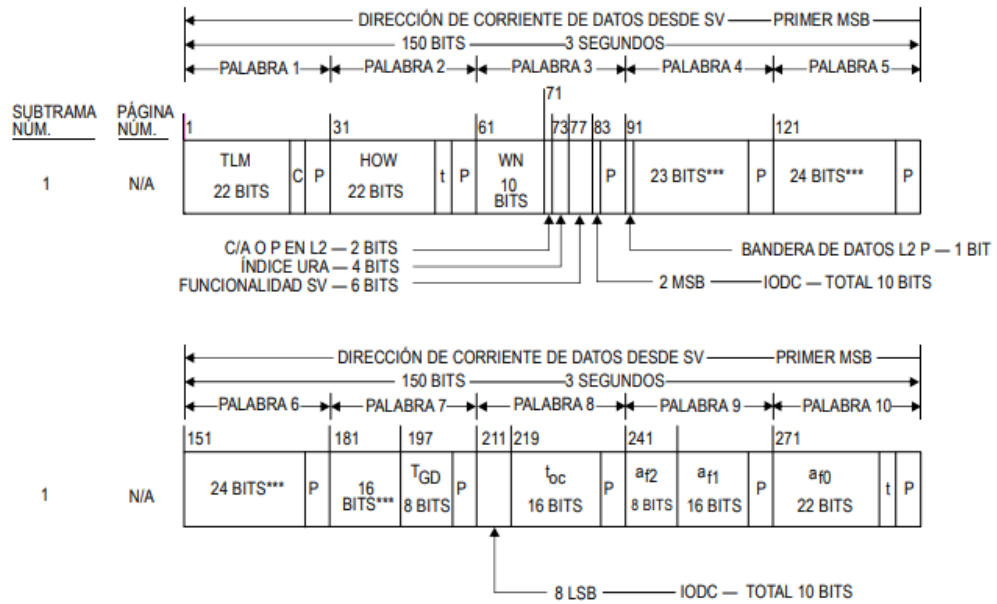 DIRECCIÓN DE CORRIENTE DE DATOS DESDE SV PRIMER MSB
150 BITS 3 SEGUNDOS
PALABRA 1 PALABRA 2 PALABRA 3 PALABRA 4 PALABRA 5
71
SUBTRAMA NÚM. PÁGINA NÚM. 1 31 61 73 77 83 91 121
1 N/A TLM 22 BITS C P HOW 22 BITS t P WN 10 BITS P 23 BITS*** P 24 BITS*** P
C/A O P EN L2 — 2 BITS BANDERA DE DATOS L2 P — 1 BIT
ÍNDICE URA — 4 BITS
FUNCIONALIDAD SV — 6 BITS 2 MSB IODC — TOTAL 10 BITS
DIRECCIÓN DE CORRIENTE DE DATOS DESDE SV PRIMER MSB
150 BITS 3 SEGUNDOS
PALABRA 6 PALABRA 7 PALABRA 8 PALABRA 9 PALABRA 10
151 181 197 211 219 241 271
1 N/A 24 BITS*** P 16 BITS*** TGD 8 BITS P toc 16 BITS P af2 8 BITS af1 16 BITS P af0 22 BITS t P
8 LSB IODC — TOTAL 10 BITS